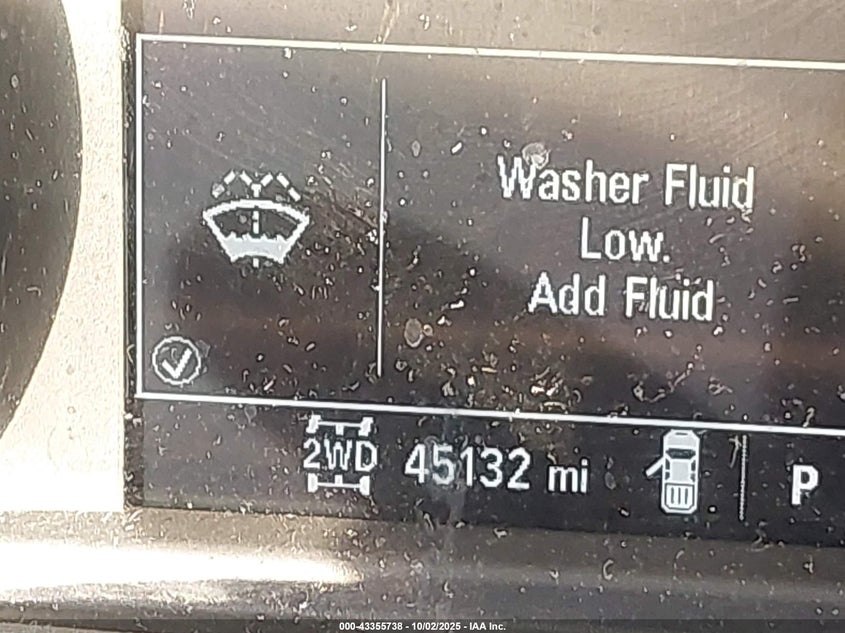 Washer Fluid
Low.
Add Fluid
2WD 45132 mi P
000-43355738 - 10/02/2025 - IAA Inc.